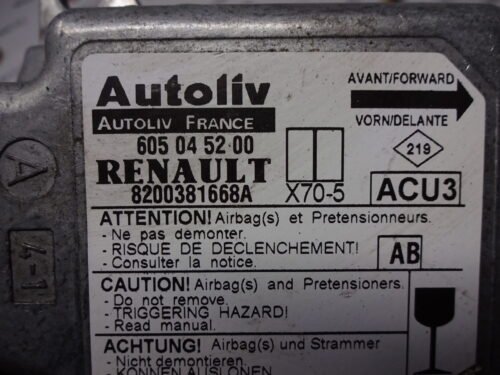 Autoliv
AUTOLIV FRANCE
605 04 52 00
RENAULT
8200381668A
X70-5
AVANT/FORWARD
VORN/DELANTE
219
ACU3
ATTENTION! Airbag(s) et Pretensionneurs.
- Ne pas demonter.
- RISQUE DE DECLENCHEMENT!
- Consulter la notice.
AB
CAUTION! Airbag(s) and Pretensioners.
- Do not remove.
- TRIGGERING HAZARD!
- Read manual.
ACHTUNG! Airbag(s) und Strammer
- Nicht demontieren.
- KÖNNEN AUSLÖSEN
A
4-1